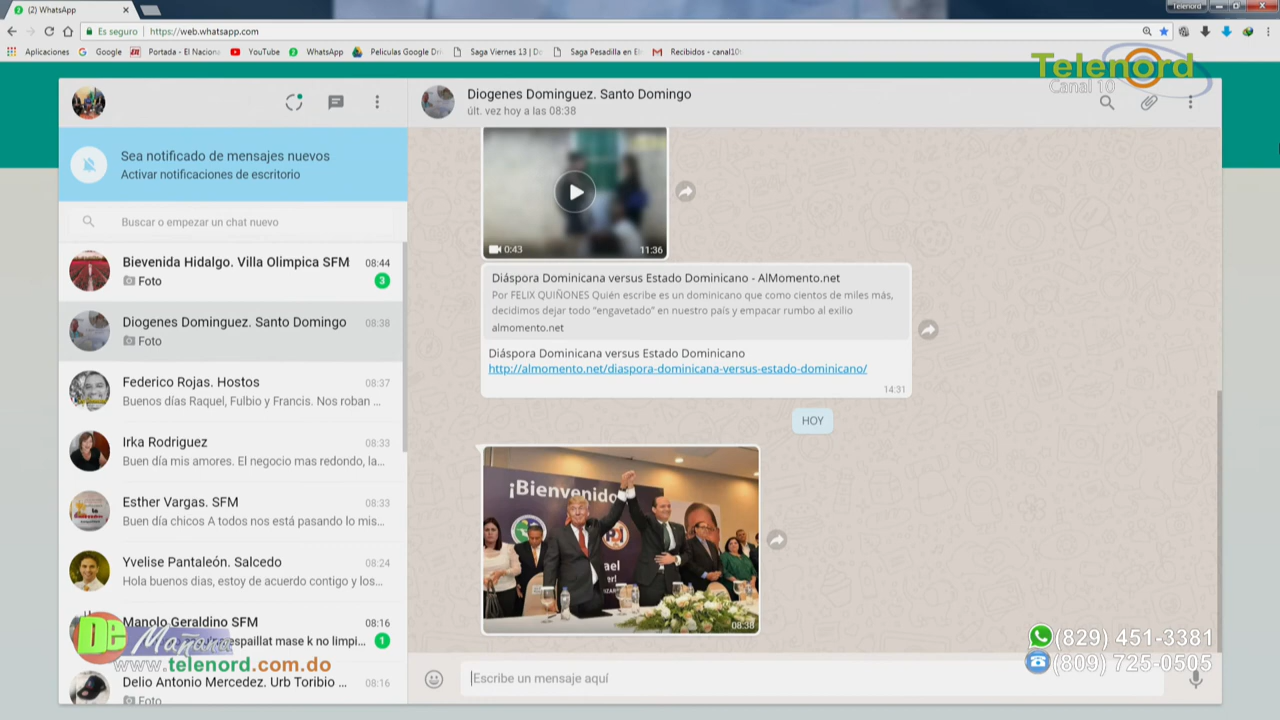 (2) WhatsApp
Telenord
Es seguro
https://web.whatsapp.com
Aplicaciones
Google
Portada - El Naciona
YouTube
WhatsApp
Peliculas Google Dri
Saga Viernes 13 | Do
Saga Pesadilla en El
Recibidos - canal10
Telenord
Canal 10
Diogenes Dominguez. Santo Domingo
últ. vez hoy a las 08:38
Sea notificado de mensajes nuevos
Activar notificaciones de escritorio
Buscar o empezar un chat nuevo
Bievenida Hidalgo. Villa Olimpica SFM 08:44
Foto 3
Diogenes Dominguez. Santo Domingo 08:38
Foto
Federico Rojas. Hostos 08:37
Buenos días Raquel, Fulbio y Francis. Nos roban ...
Irka Rodriguez 08:33
Buen día mis amores. El negocio mas redondo, la...
Esther Vargas. SFM 08:33
Buen día chicos A todos nos está pasando lo mis...
Yvelise Pantaleón. Salcedo 08:24
Hola buenos dias, estoy de acuerdo contigo y los...
Manolo Geraldino SFM 08:16
espaillat mase k no limpi... 1
De Mañana
www.telenord.com.do
Delio Antonio Mercedez. Urb Toribio ... 08:16
Foto
0:43 11:36
Diáspora Dominicana versus Estado Dominicano - AlMomento.net
Por FELIX QUIÑONES Quién escribe es un dominicano que como cientos de miles más,
decidimos dejar todo “engavetado” en nuestro país y empacar rumbo al exilio
almomento.net
Diáspora Dominicana versus Estado Dominicano
http://almomento.net/diaspora-dominicana-versus-estado-dominicano/
14:31
HOY
¡Bienvenido
ael
er!
08:38
(829) 451-3381
(809) 725-0505
Escribe un mensaje aquí